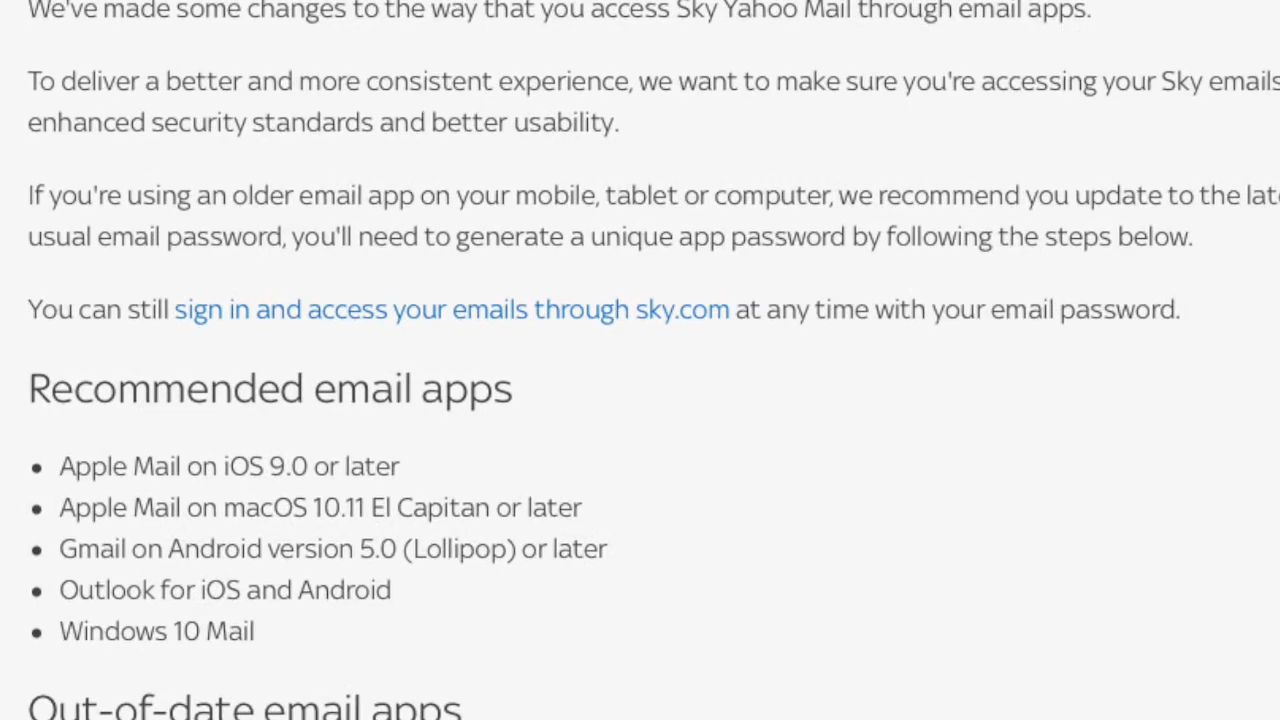 We've made some changes to the way that you access Sky Yahoo Mail through email apps.
To deliver a better and more consistent experience, we want to make sure you're accessing your Sky emails
enhanced security standards and better usability.
If you're using an older email app on your mobile, tablet or computer, we recommend you update to the
usual email password, you'll need to generate a unique app password by following the steps below.
You can still sign in and access your emails through sky.com at any time with your email password.
Recommended email apps
• Apple Mail on iOS 9.0 or later
• Apple Mail on macOS 10.11 El Capitan or later
• Gmail on Android version 5.0 (Lollipop) or later
• Outlook for iOS and Android
• Windows 10 Mail
Out-of-date email apps